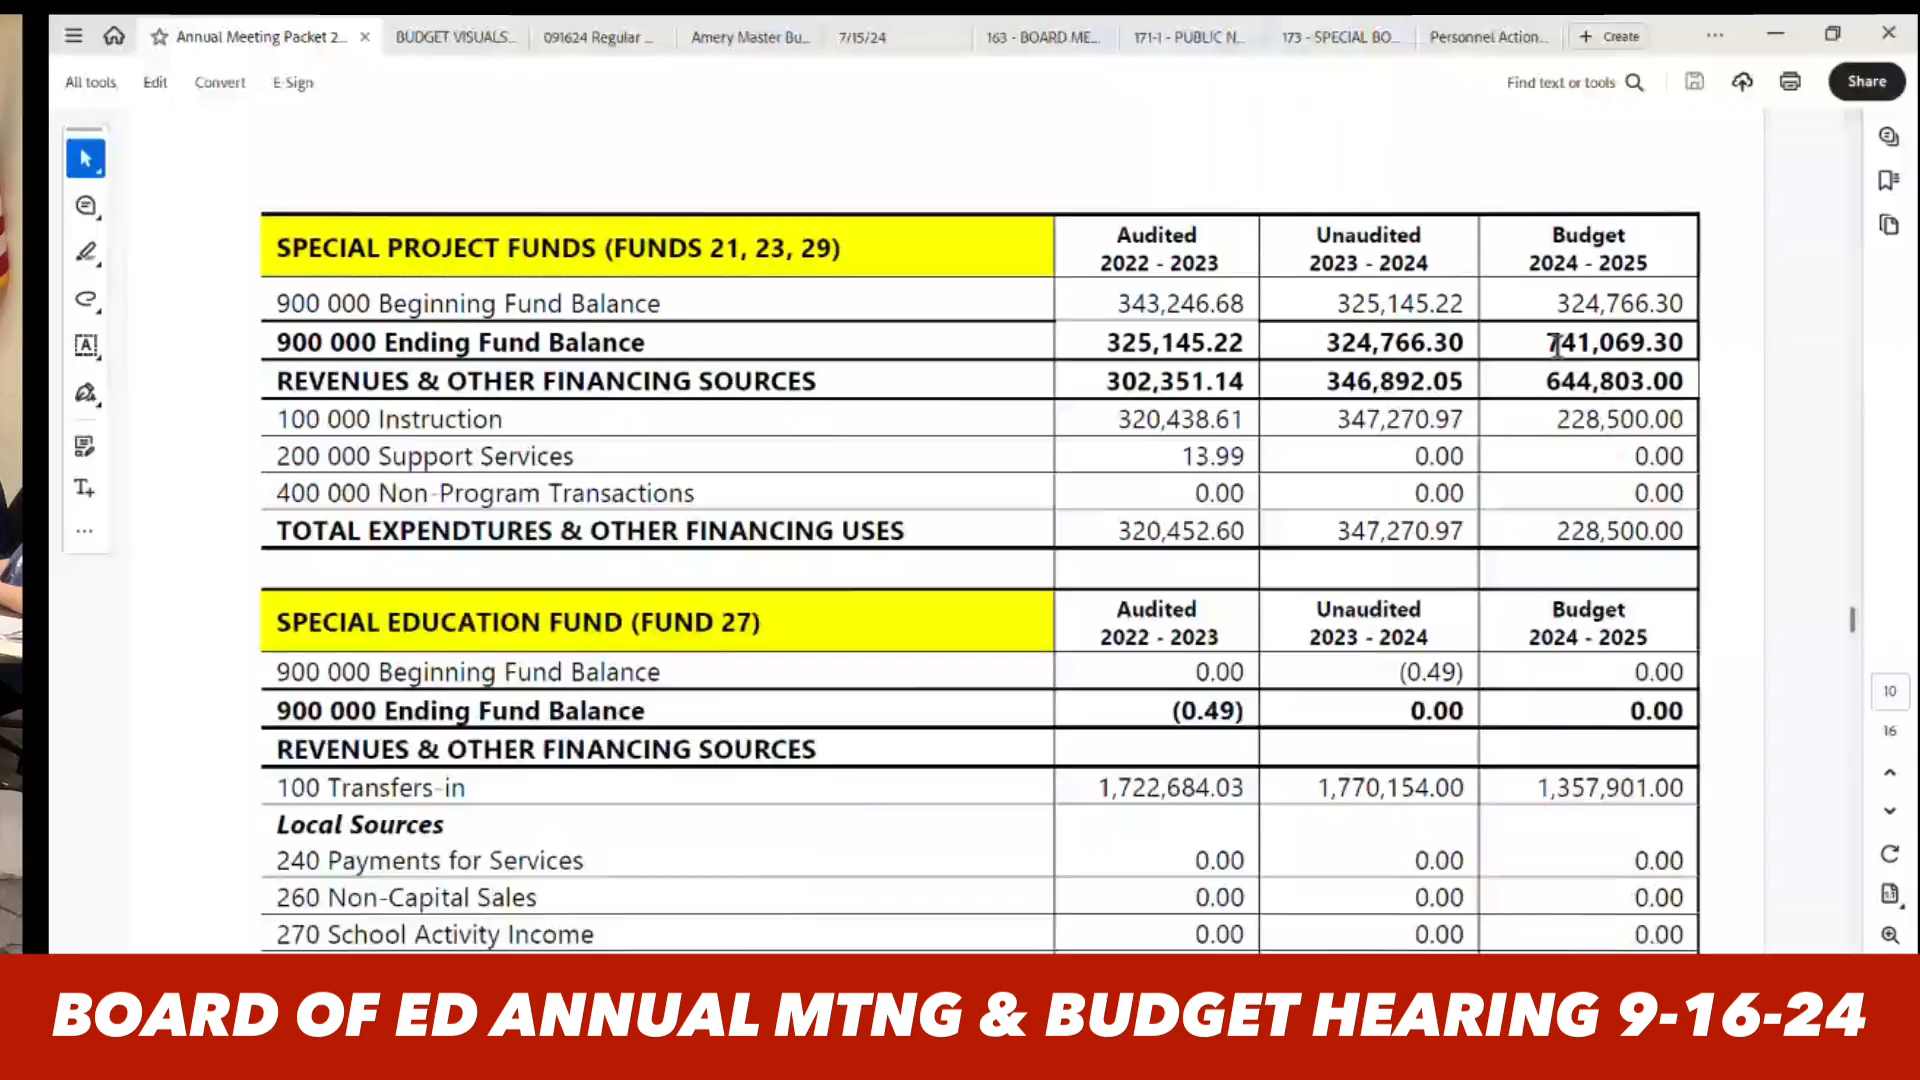 Annual Meeting Packet 2...
BUDGET VISUALS...
091624 Regular ...
Amery Master Bu...
7/15/24
163 - BOARD ME...
171-1 - PUBLIC N...
173 - SPECIAL BO...
Personnel Action...
+ Create
All tools
Edit
Convert
E-Sign
Find text or tools
Share
SPECIAL PROJECT FUNDS (FUNDS 21, 23, 29) Audited 2022 - 2023 Unaudited 2023 - 2024 Budget 2024 - 2025
900 000 Beginning Fund Balance 343,246.68 325,145.22 324,766.30
900 000 Ending Fund Balance 325,145.22 324,766.30 741,069.30
REVENUES & OTHER FINANCING SOURCES 302,351.14 346,892.05 644,803.00
100 000 Instruction 320,438.61 347,270.97 228,500.00
200 000 Support Services 13.99 0.00 0.00
400 000 Non-Program Transactions 0.00 0.00 0.00
TOTAL EXPENDTURES & OTHER FINANCING USES 320,452.60 347,270.97 228,500.00
SPECIAL EDUCATION FUND (FUND 27) Audited 2022 - 2023 Unaudited 2023 - 2024 Budget 2024 - 2025
900 000 Beginning Fund Balance 0.00 (0.49) 0.00
900 000 Ending Fund Balance (0.49) 0.00 0.00
REVENUES & OTHER FINANCING SOURCES
100 Transfers-in 1,722,684.03 1,770,154.00 1,357,901.00
Local Sources
240 Payments for Services 0.00 0.00 0.00
260 Non-Capital Sales 0.00 0.00 0.00
270 School Activity Income 0.00 0.00 0.00
10
16
BOARD OF ED ANNUAL MTNG & BUDGET HEARING 9-16-24